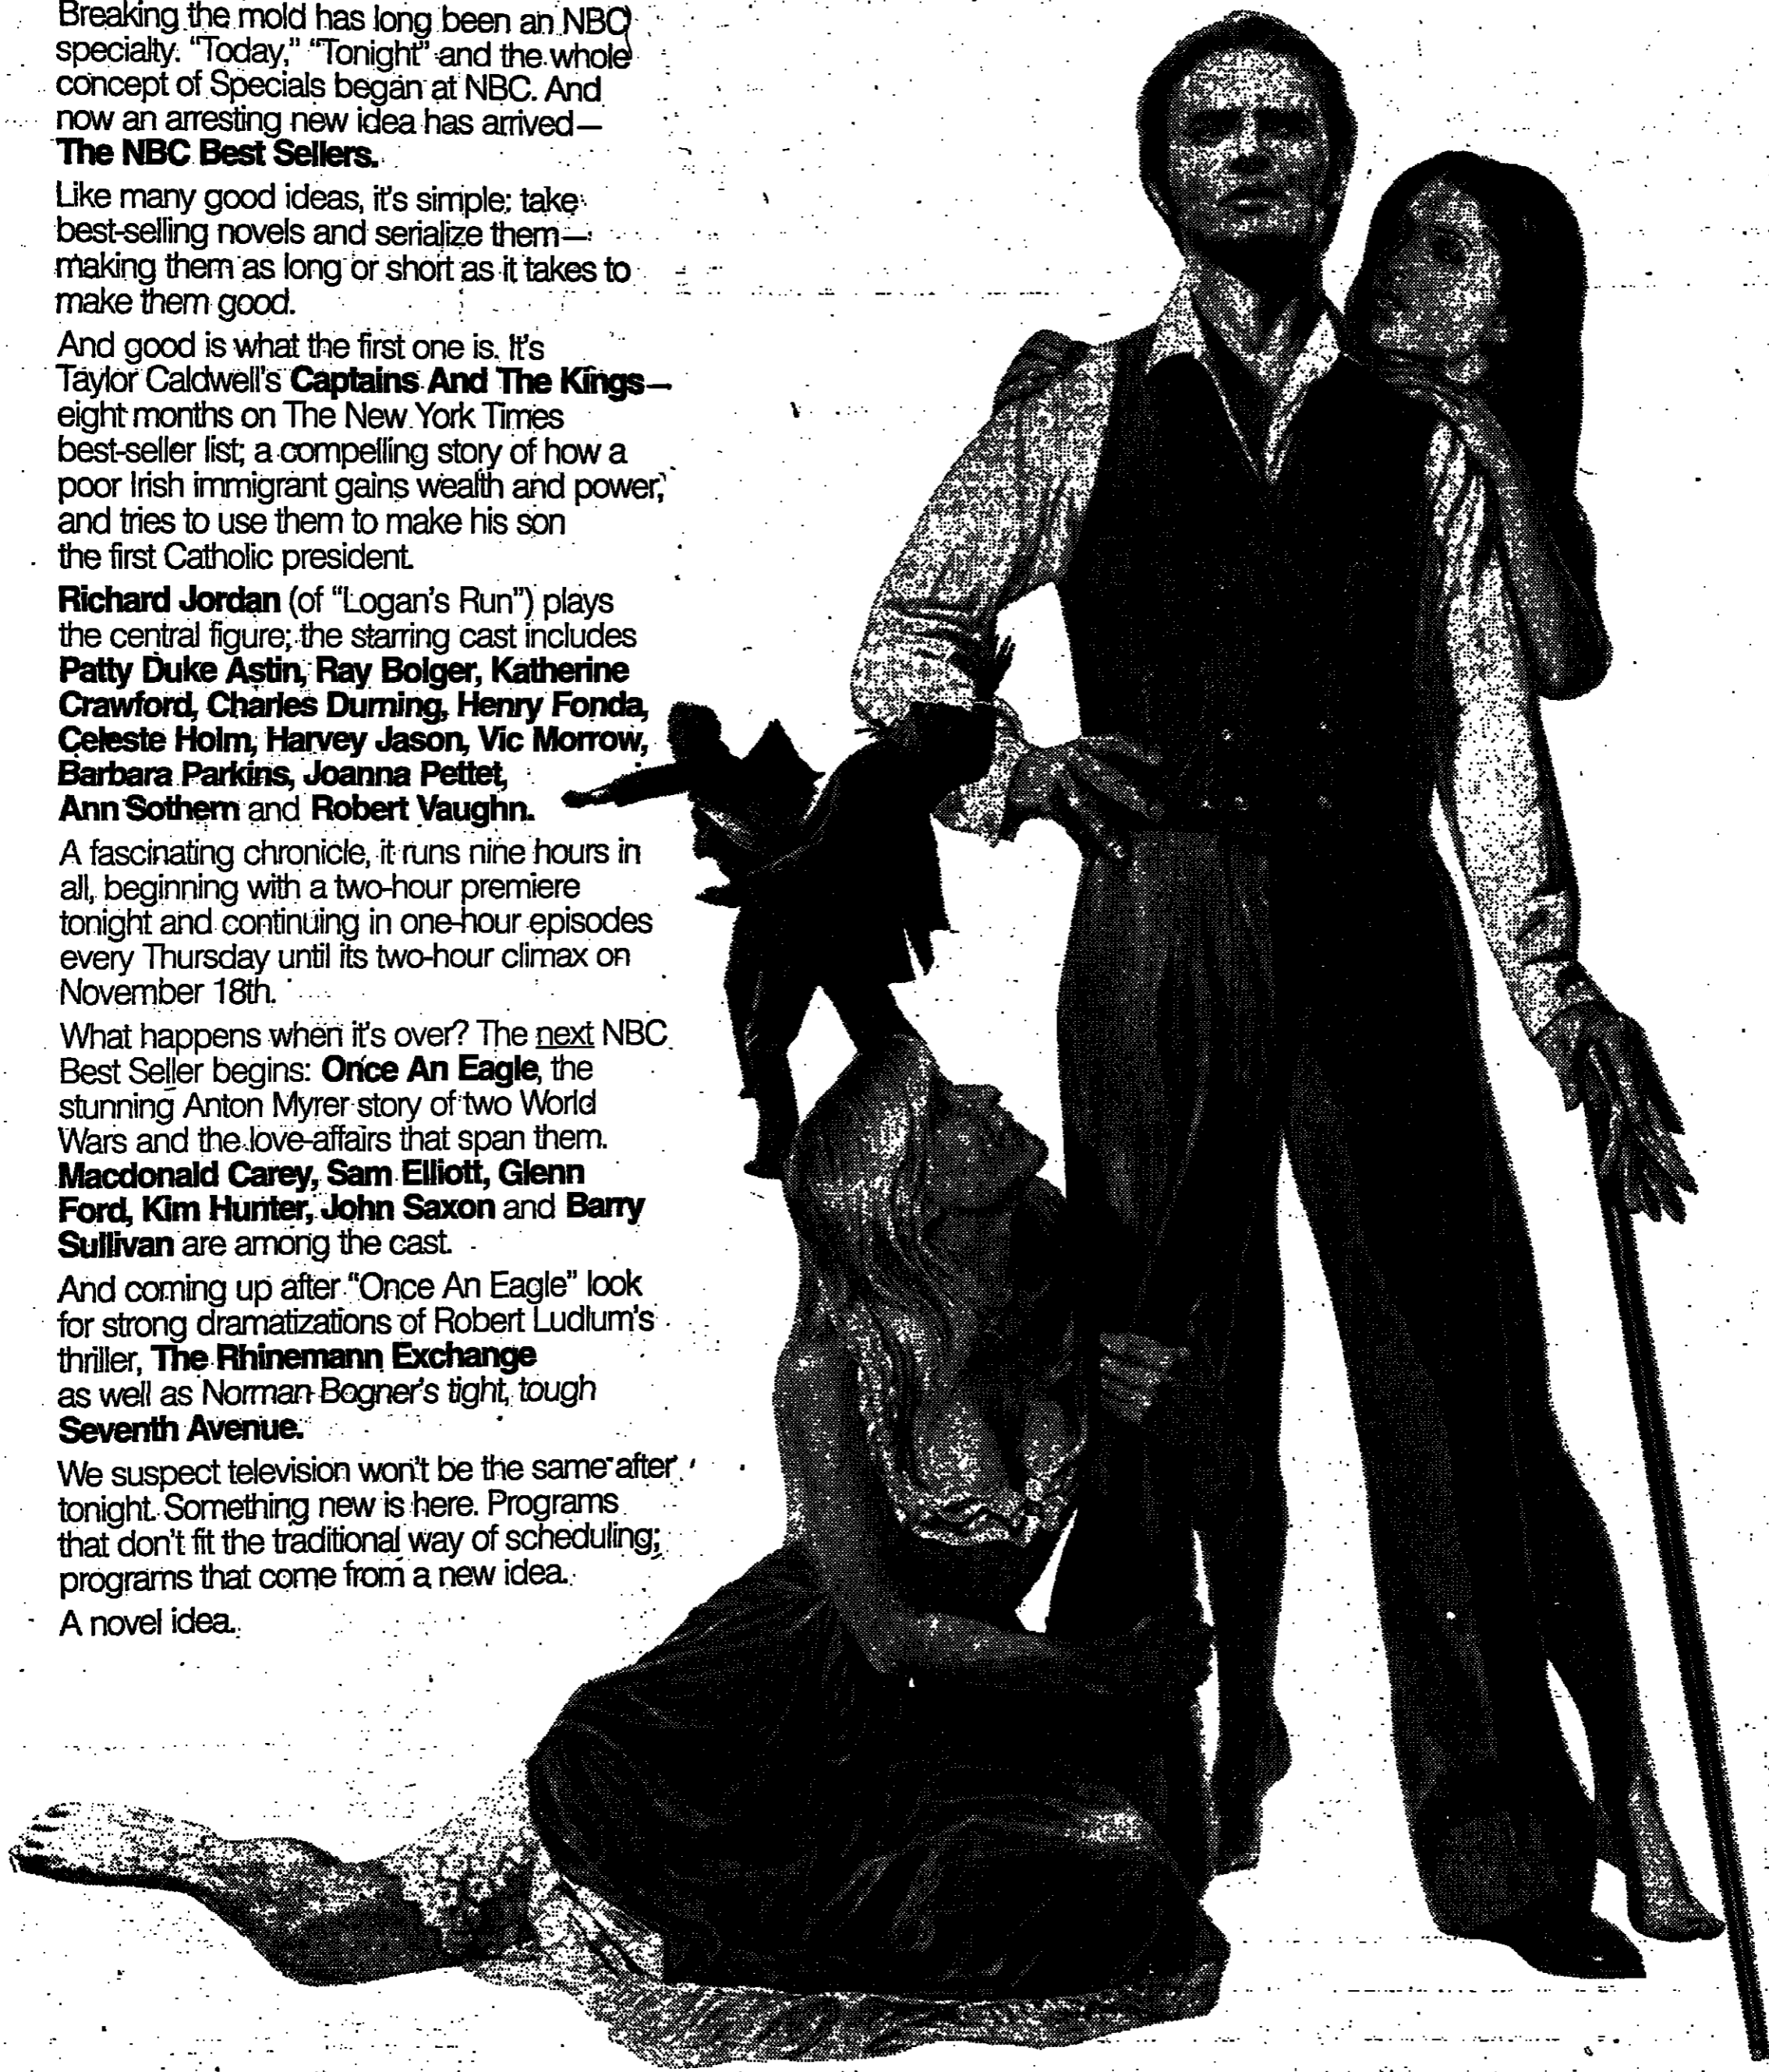 Breaking the mold has long been an NBC
specialty. “Today,” “Tonight” and the whole
concept of Specials began at NBC. And
now an arresting new idea has arrived—
The NBC Best Sellers.
Like many good ideas, it's simple; take
best-selling novels and serialize them—
making them as long or short as it takes to
make them good.
And good is what the first one is. It's
Taylor Caldwell's Captains And The Kings—
eight months on The New York Times
best-seller list; a compelling story of how a
poor Irish immigrant gains wealth and power,
and tries to use them to make his son
the first Catholic president.
Richard Jordan (of “Logan's Run”) plays
the central figure; the starring cast includes
Patty Duke Astin, Ray Bolger, Katherine
Crawford, Charles Durning, Henry Fonda,
Celeste Holm, Harvey Jason, Vic Morrow,
Barbara Parkins, Joanna Pettet,
Ann Sothern and Robert Vaughn.
A fascinating chronicle, it runs nine hours in
all, beginning with a two-hour premiere
tonight and continuing in one-hour episodes
every Thursday until its two-hour climax on
November 18th.
What happens when it's over? The next NBC
Best Seller begins: Once An Eagle, the
stunning Anton Myrer story of two World
Wars and the love-affairs that span them.
Macdonald Carey, Sam Elliott, Glenn
Ford, Kim Hunter, John Saxon and Barry
Sullivan are among the cast.
And coming up after “Once An Eagle” look
for strong dramatizations of Robert Ludlum's
thriller, The Rhinemann Exchange
as well as Norman Bogner's tight, tough
Seventh Avenue.
We suspect television won't be the same after
tonight. Something new is here. Programs
that don't fit the traditional way of scheduling;
programs that come from a new idea.
A novel idea.